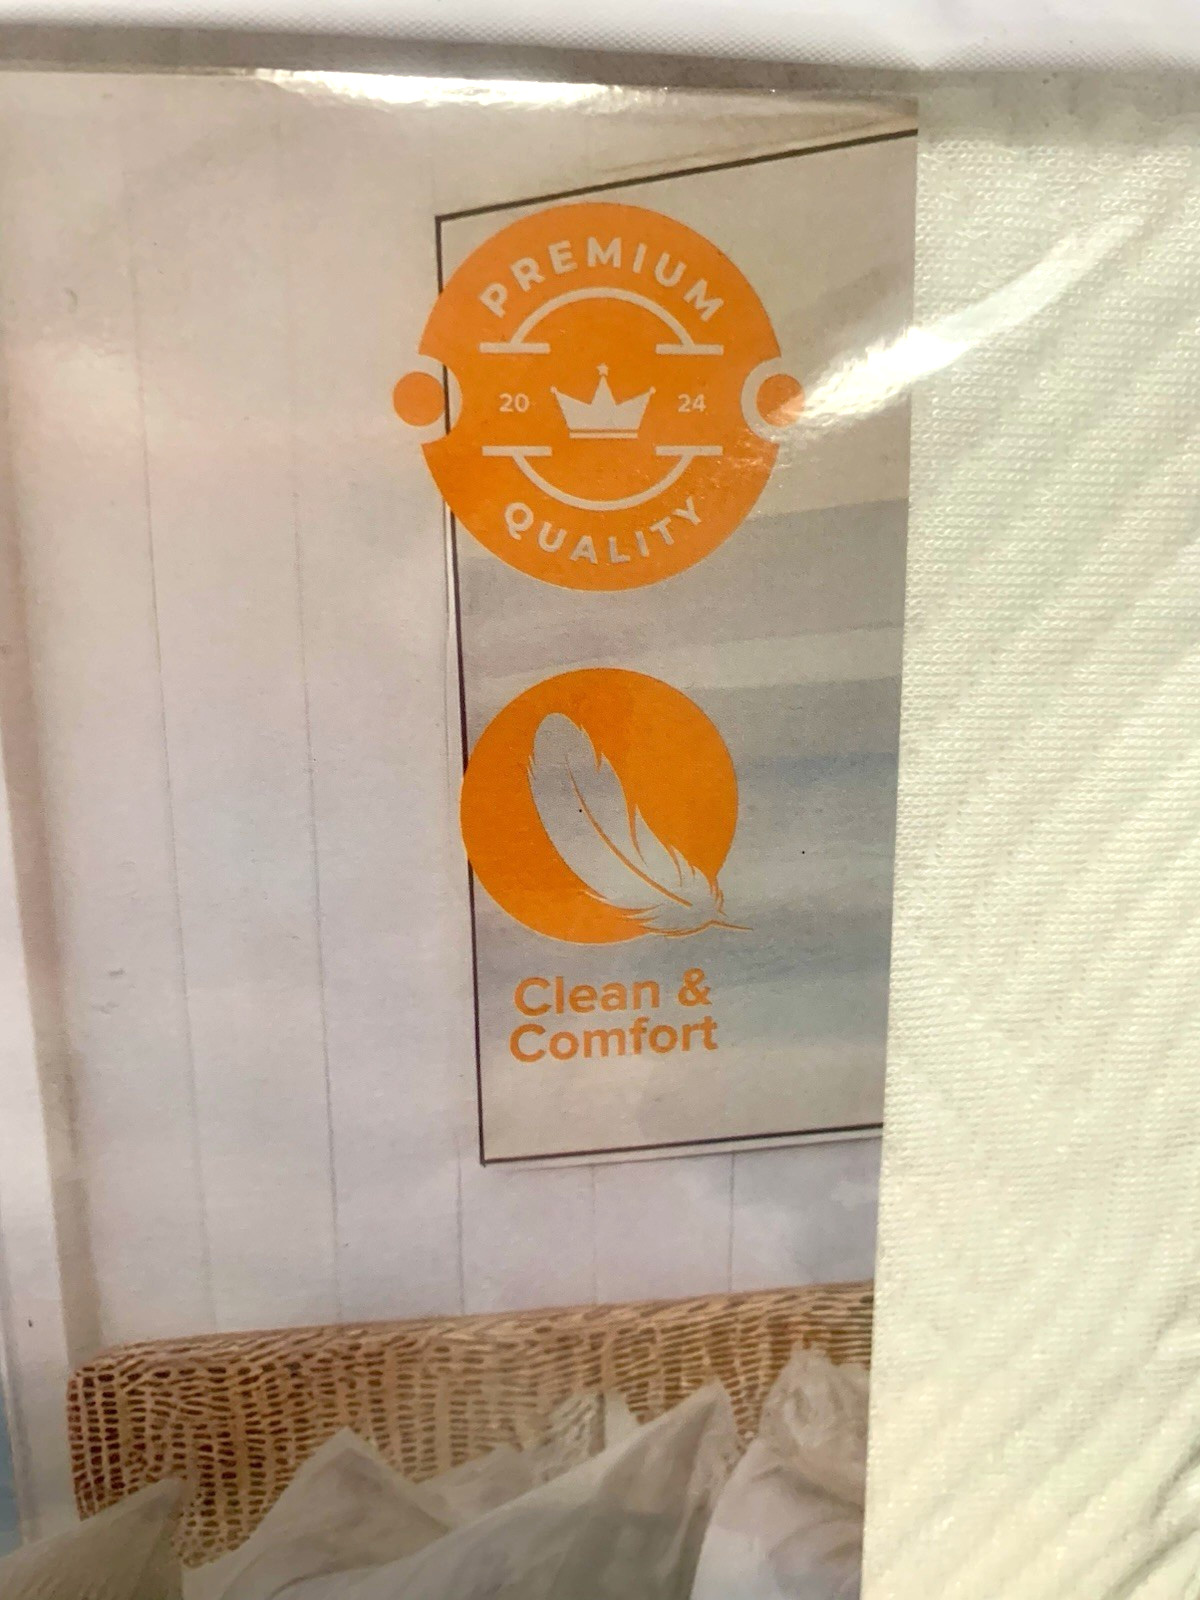 PREMIUM
20 24
QUALITY
Clean &
Comfort